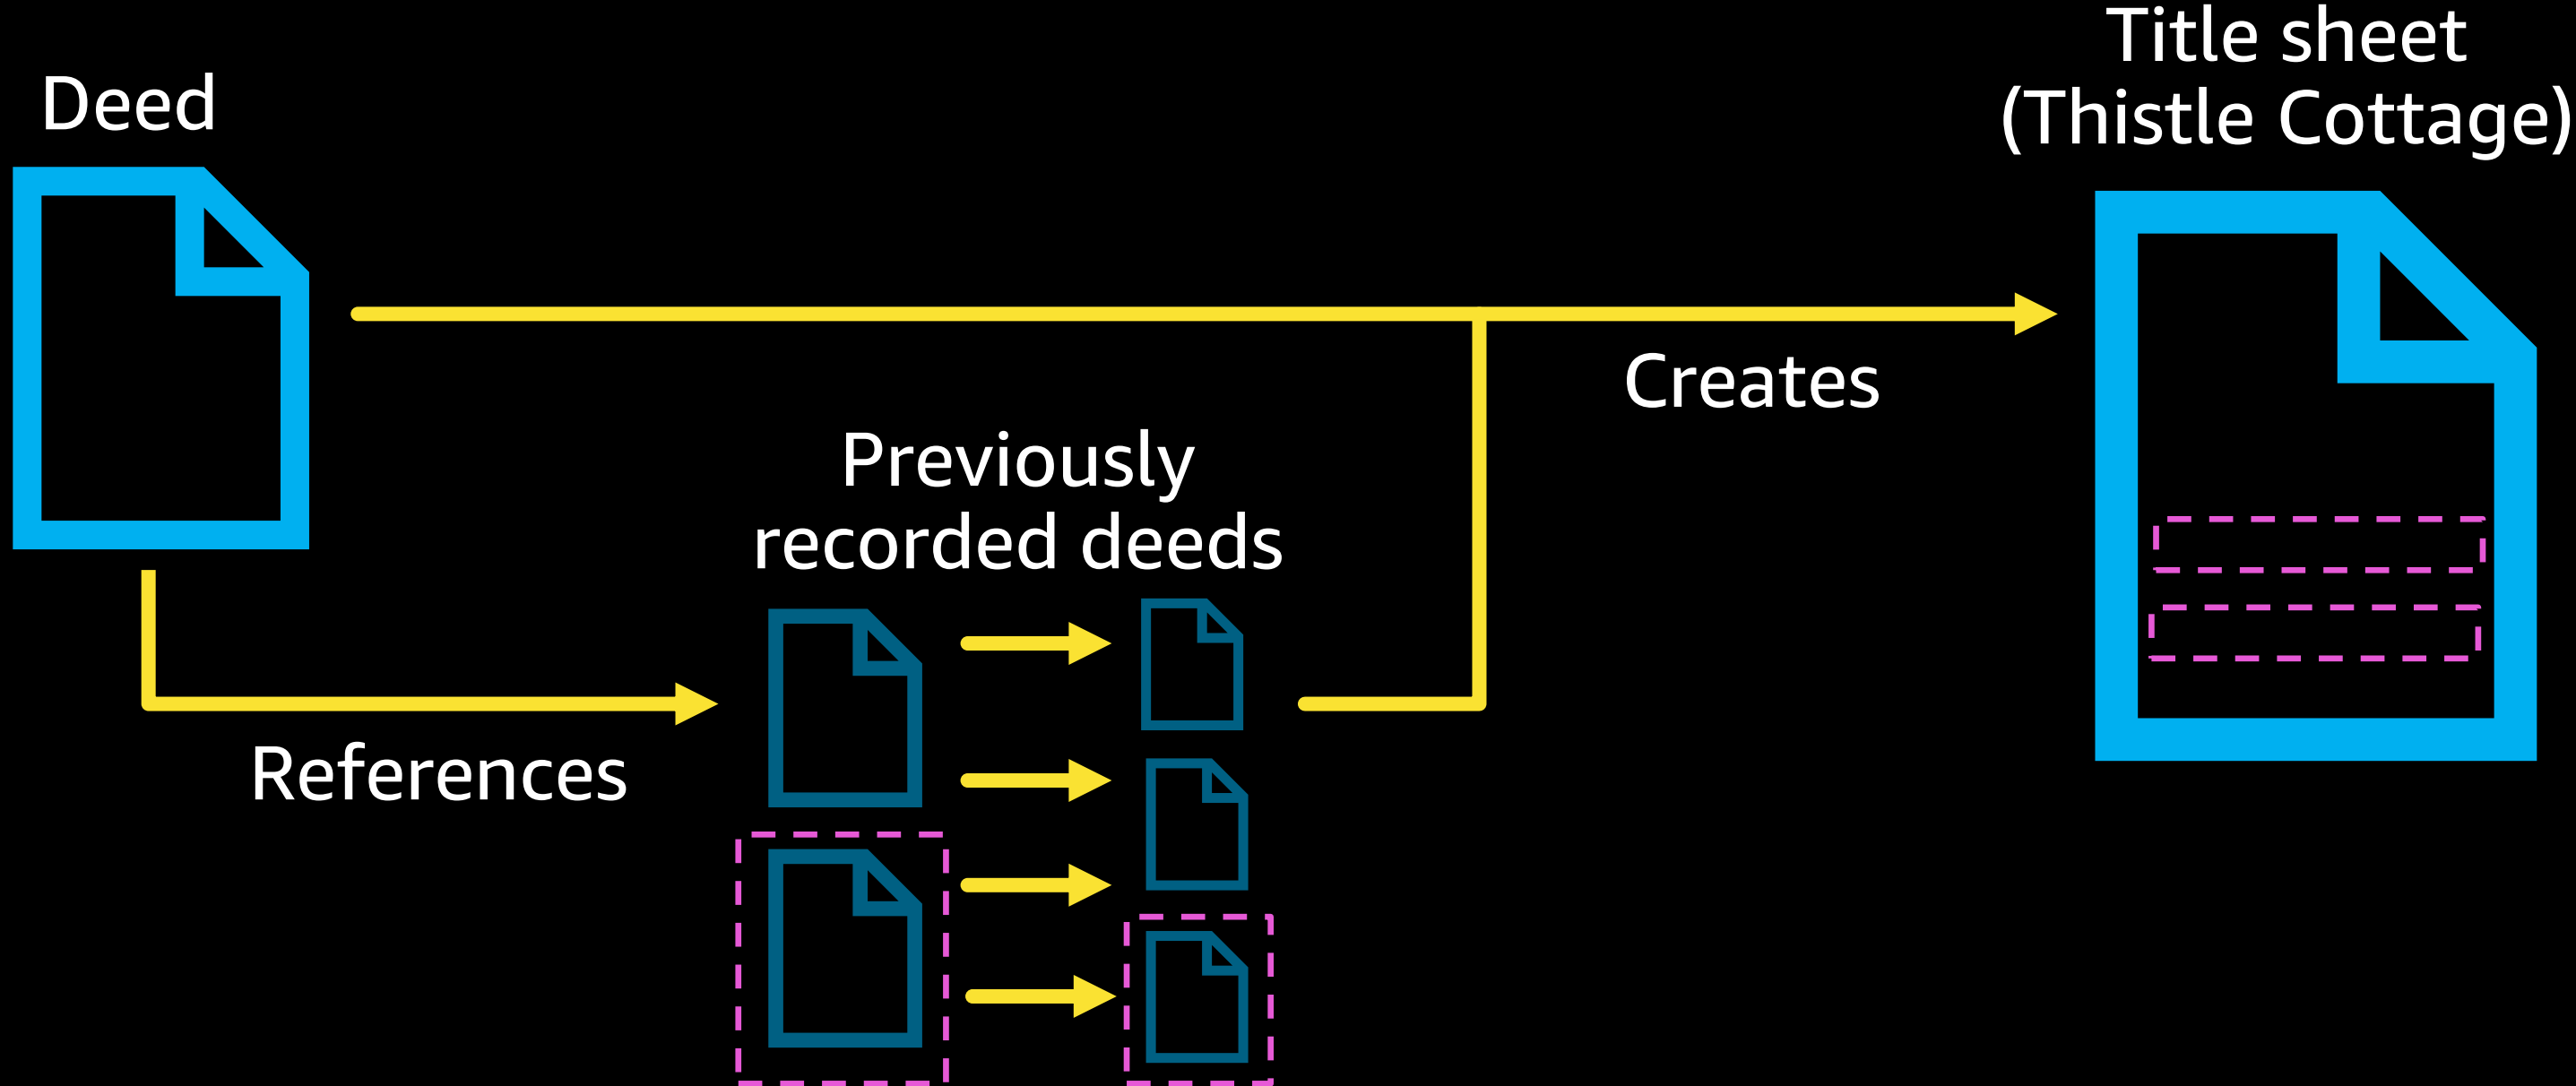 Deed
Title sheet
(Thistle Cottage)
Creates
Previously
recorded deeds
References